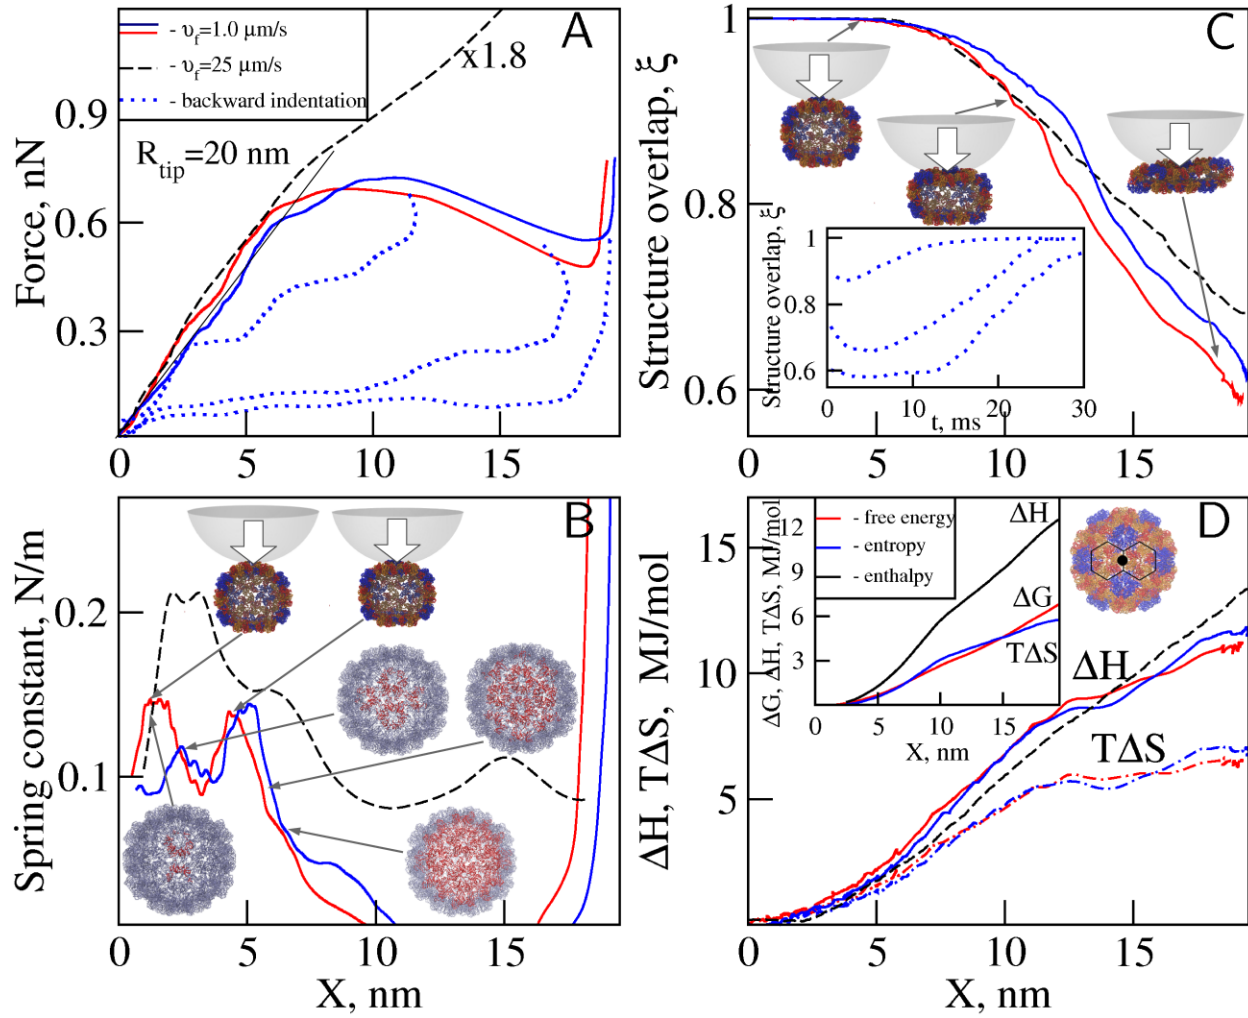 A
- υf=1.0 μm/s
- υf=25 μm/s
- backward indentation
x1.8
Rtip=20 nm
Force, nN
0.9
0.6
0.3
0
5
10
15
X, nm
C
Structure overlap, ξ
1
0.8
0.6
0
5
10
15
X, nm
Structure overlap, ξ
1
0.8
0.6
0
10
20
30
t, ms
B
Spring constant, N/m
0.2
0.1
0
5
10
15
X, nm
D
ΔH, TΔS, MJ/mol
15
10
5
0
5
10
15
X, nm
ΔH
TΔS
- free energy
- entropy
- enthalpy
ΔG, ΔH, TΔS, MJ/mol
12
9
6
3
0
5
10
15
X, nm
ΔH
ΔG
TΔS